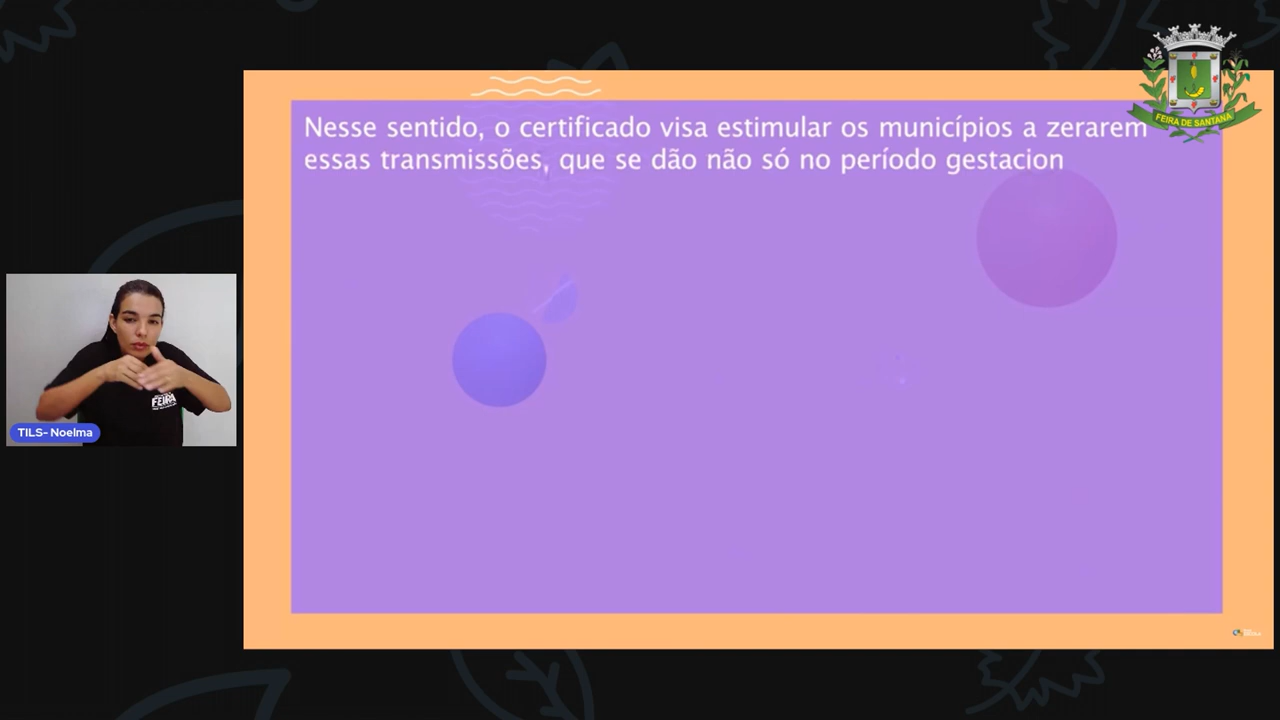 Nesse sentido, o certificado visa estimular os municípios a zerarem
essas transmissões, que se dão não só no período gestacion
FEIRA DE SANTANA
FEIRA
TILS- Noelma